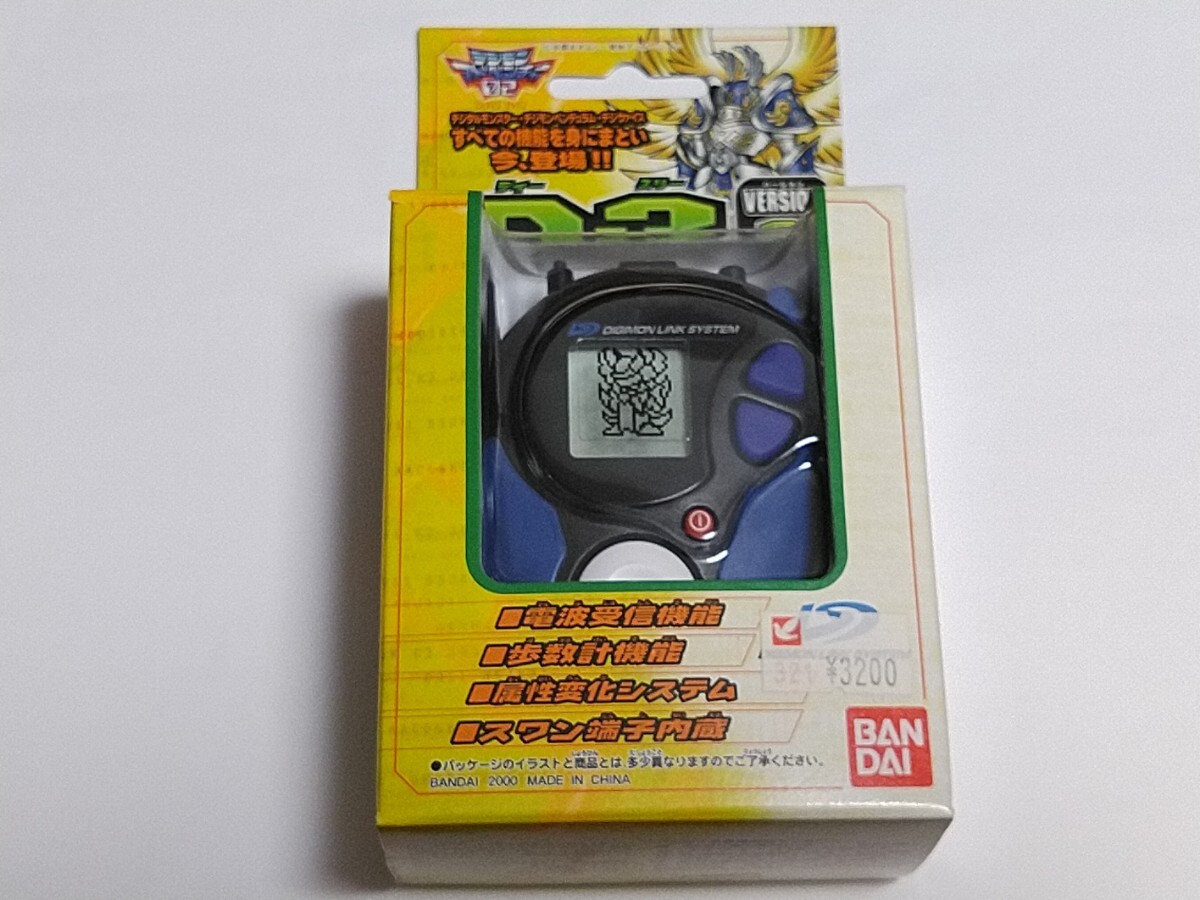 デジモン
アドベンチャー
02
デジタルモンスター・デジモンペンデュラム・デジヴァイス
すべての機能を身にまとい
今、登場!!
ディー スリー
D-3
VERSION
DIGIMON LINK SYSTEM
■電波受信機能
■歩数計機能
■属性変化システム
■スワン端子内蔵
DIGIMON LINK SYSTEM
321 ¥3200
BAN
DAI
●パッケージのイラストと商品とは、多少異なりますのでご了承ください。
BANDAI 2000 MADE IN CHINA